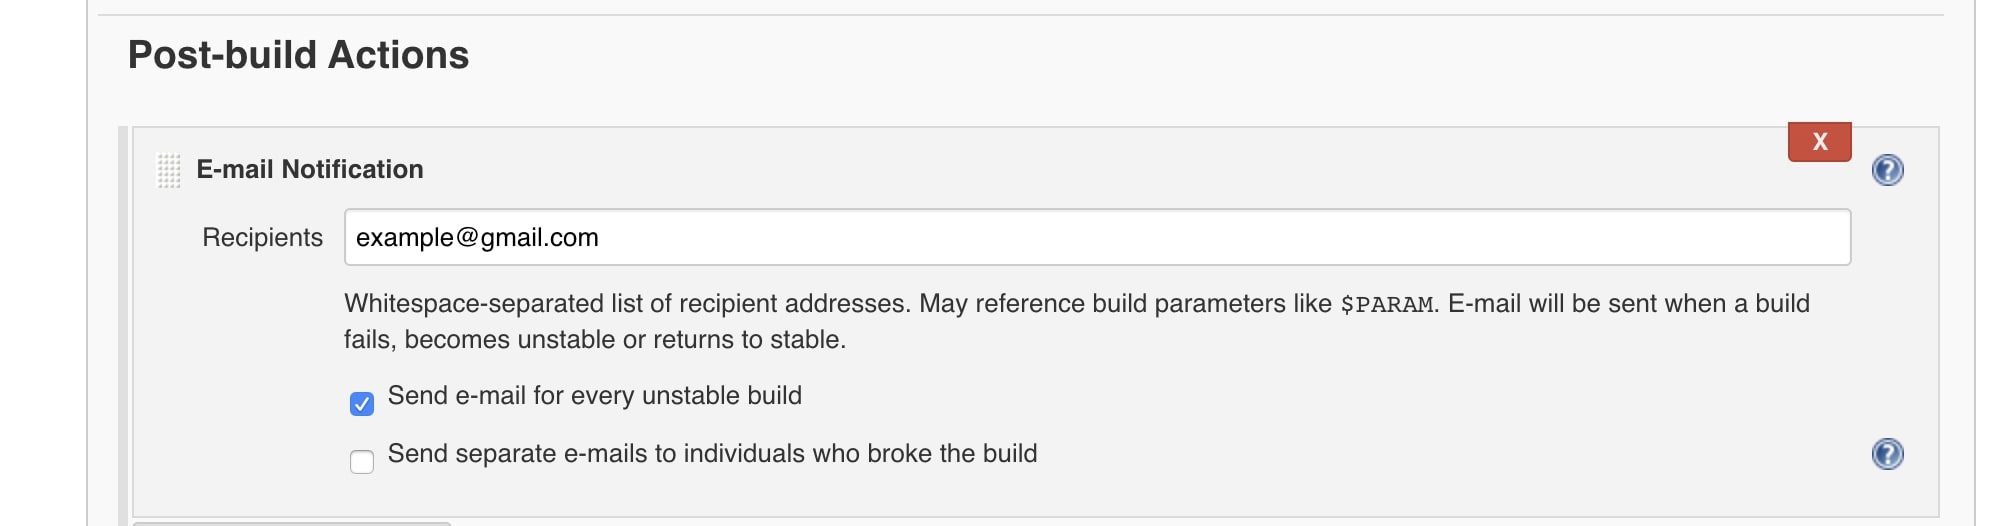 Post-build Actions
X
E-mail Notification
?
Recipients example@gmail.com
Whitespace-separated list of recipient addresses. May reference build parameters like $PARAM. E-mail will be sent when a build
fails, becomes unstable or returns to stable.
Send e-mail for every unstable build
Send separate e-mails to individuals who broke the build
?